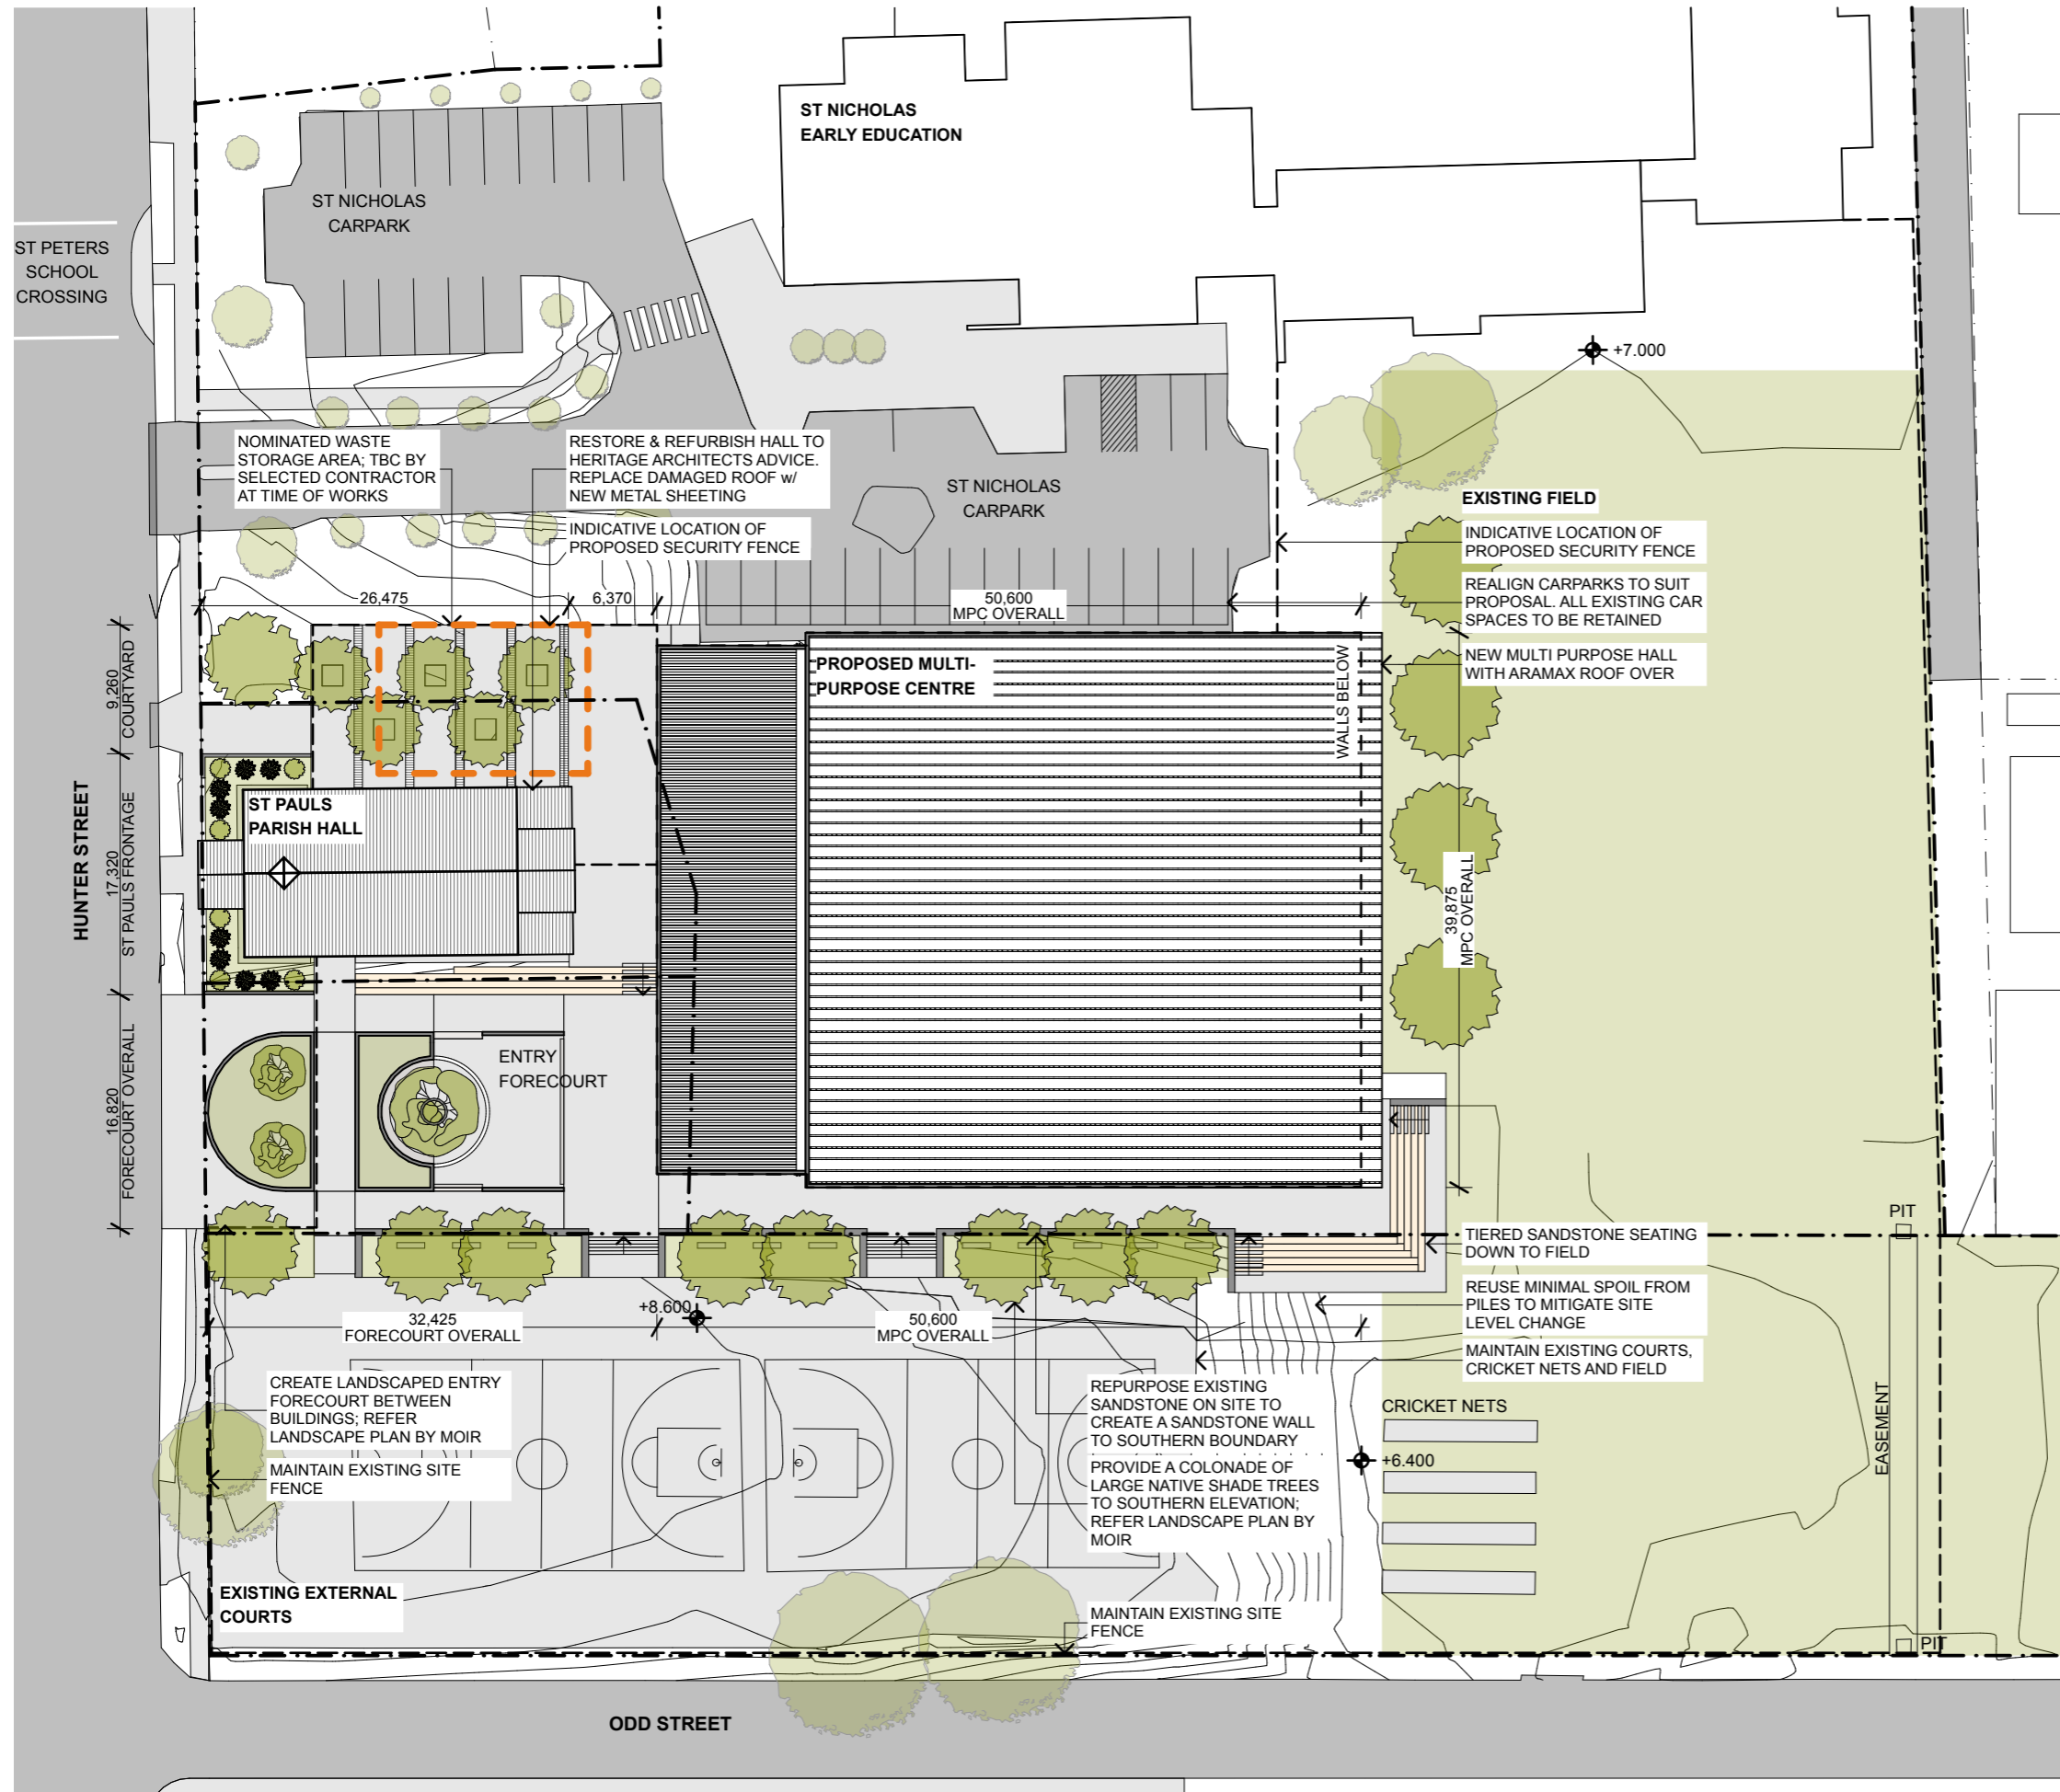 ST NICHOLAS
EARLY EDUCATION
ST NICHOLAS
CARPARK
ST PETERS
SCHOOL
CROSSING
+7.000
NOMINATED WASTE
STORAGE AREA; TBC BY
SELECTED CONTRACTOR
AT TIME OF WORKS
RESTORE & REFURBISH HALL TO
HERITAGE ARCHITECTS ADVICE.
REPLACE DAMAGED ROOF w/
NEW METAL SHEETING
INDICATIVE LOCATION OF
PROPOSED SECURITY FENCE
ST NICHOLAS
CARPARK
EXISTING FIELD
INDICATIVE LOCATION OF
PROPOSED SECURITY FENCE
REALIGN CARPARKS TO SUIT
PROPOSAL. ALL EXISTING CAR
SPACES TO BE RETAINED
NEW MULTI PURPOSE HALL
WITH ARAMAX ROOF OVER
26,475
6,370
50,600
MPC OVERALL
9,260
COURTYARD
17,320
ST PAULS FRONTAGE
16,820
FORECOURT OVERALL
HUNTER STREET
PROPOSED MULTI-
PURPOSE CENTRE
WALLS BELOW
ST PAULS
PARISH HALL
39,875
MPC OVERALL
ENTRY
FORECOURT
PIT
TIERED SANDSTONE SEATING
DOWN TO FIELD
REUSE MINIMAL SPOIL FROM
PILES TO MITIGATE SITE
LEVEL CHANGE
MAINTAIN EXISTING COURTS,
CRICKET NETS AND FIELD
+8.600
32,425
FORECOURT OVERALL
50,600
MPC OVERALL
CREATE LANDSCAPED ENTRY
FORECOURT BETWEEN
BUILDINGS; REFER
LANDSCAPE PLAN BY MOIR
MAINTAIN EXISTING SITE
FENCE
REPURPOSE EXISTING
SANDSTONE ON SITE TO
CREATE A SANDSTONE WALL
TO SOUTHERN BOUNDARY
PROVIDE A COLONADE OF
LARGE NATIVE SHADE TREES
TO SOUTHERN ELEVATION;
REFER LANDSCAPE PLAN BY
MOIR
CRICKET NETS
+6.400
EASEMENT
EXISTING EXTERNAL
COURTS
MAINTAIN EXISTING SITE
FENCE
PIT
ODD STREET